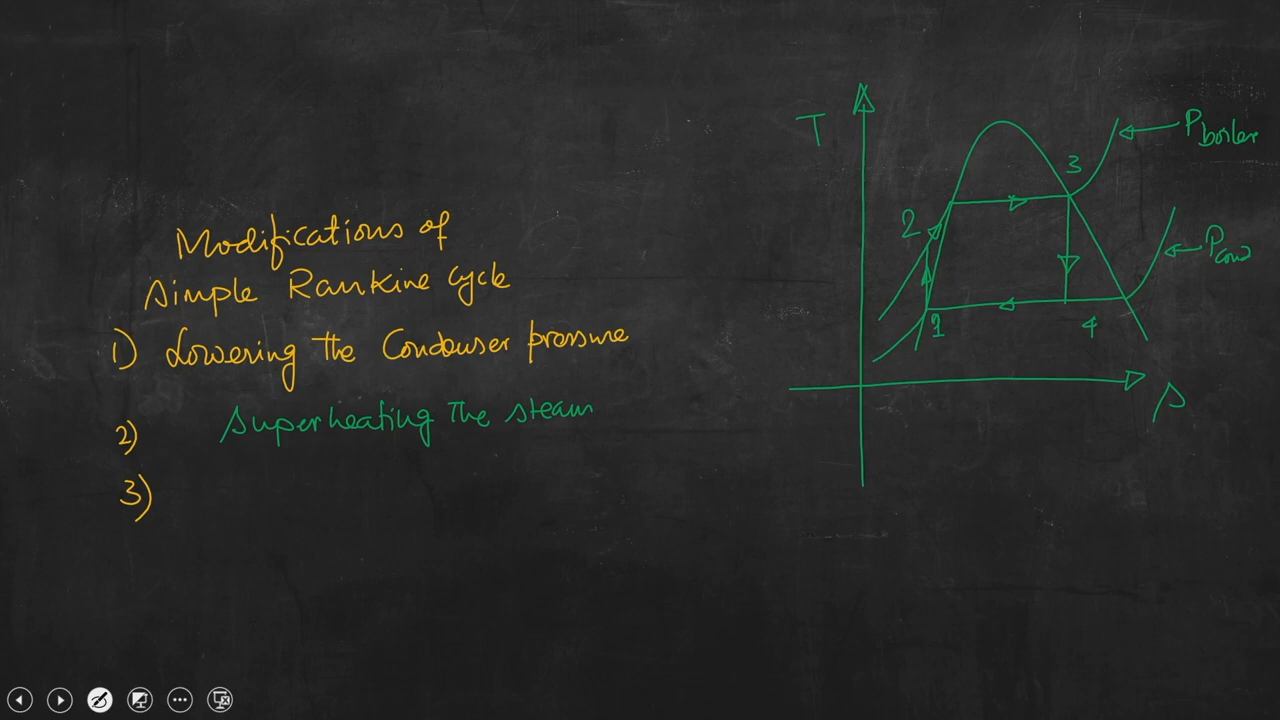 Modifications of
Simple Rankine cycle
1) Lowering the Condenser pressure
2) Superheating the steam
3)
T
P boiler
3
2
P cond
1
4
s